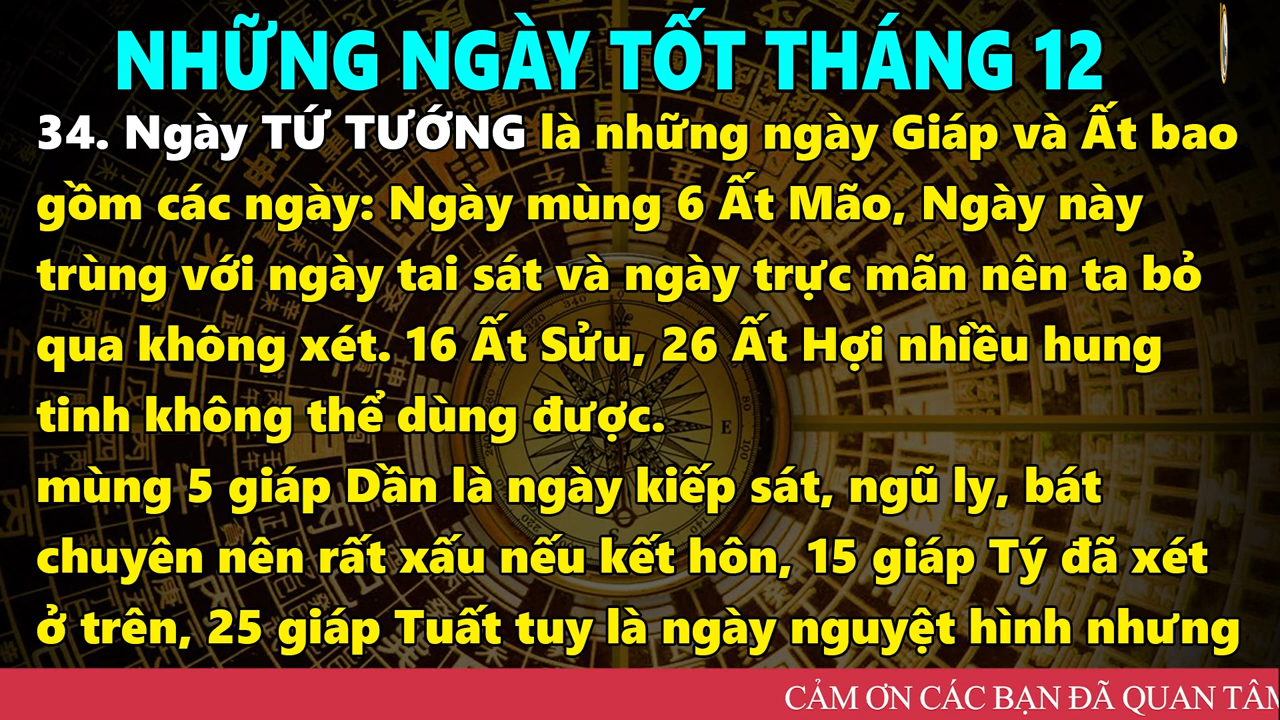 NHỮNG NGÀY TỐT THÁNG 12
34. Ngày TỨ TƯỚNG là những ngày Giáp và Ất bao
gồm các ngày: Ngày mùng 6 Ất Mão, Ngày này
trùng với ngày tai sát và ngày trực mãn nên ta bỏ
qua không xét. 16 Ất Sửu, 26 Ất Hợi nhiều hung
tinh không thể dùng được.
mùng 5 giáp Dần là ngày kiếp sát, ngũ ly, bát
chuyên nên rất xấu nếu kết hôn, 15 giáp Tý đã xét
ở trên, 25 giáp Tuất tuy là ngày nguyệt hình nhưng
CẢM ƠN CÁC BẠN ĐÃ QUAN TÂM